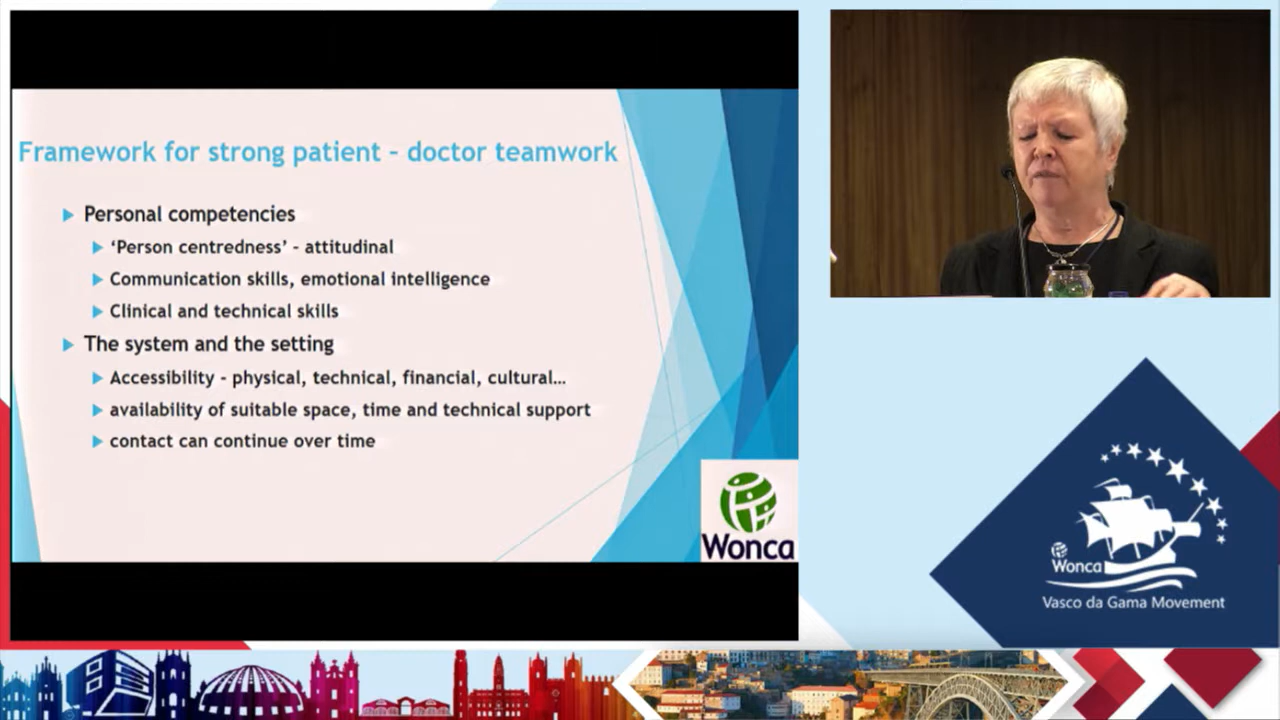 Framework for strong patient – doctor teamwork
Personal competencies
‘Person centredness’ – attitudinal
Communication skills, emotional intelligence
Clinical and technical skills
The system and the setting
Accessibility – physical, technical, financial, cultural…
availability of suitable space, time and technical support
contact can continue over time
Wonca
Wonca
Vasco da Gama Movement